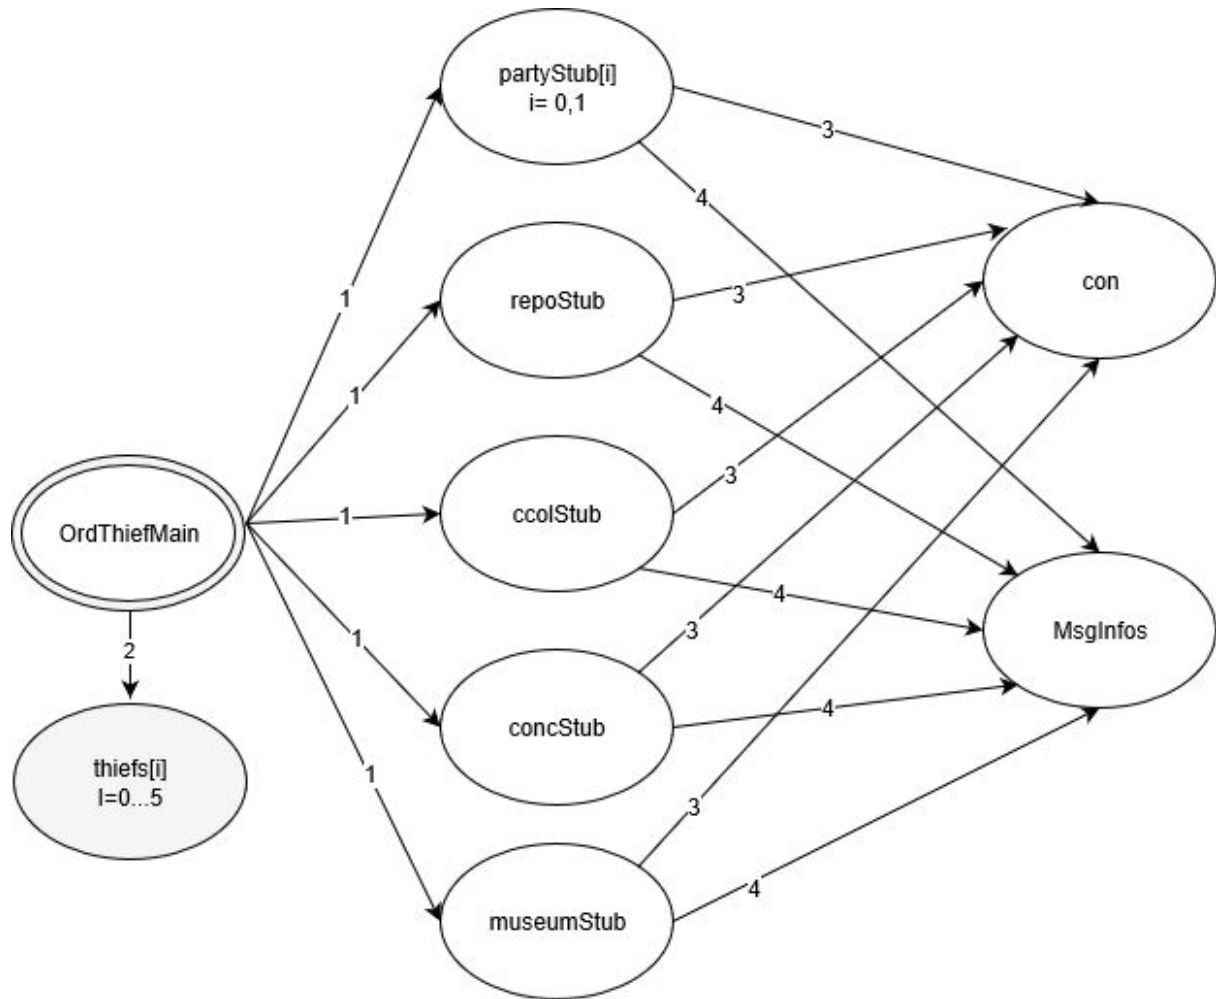 partyStub[i]
i= 0,1
3
4
con
1
repoStub
3
1
4
OrdThiefMain
1
ccolStub
3
4
2
1
3
MsgInfos
concStub
4
thiefs[i]
I=0...5
1
3
museumStub
4